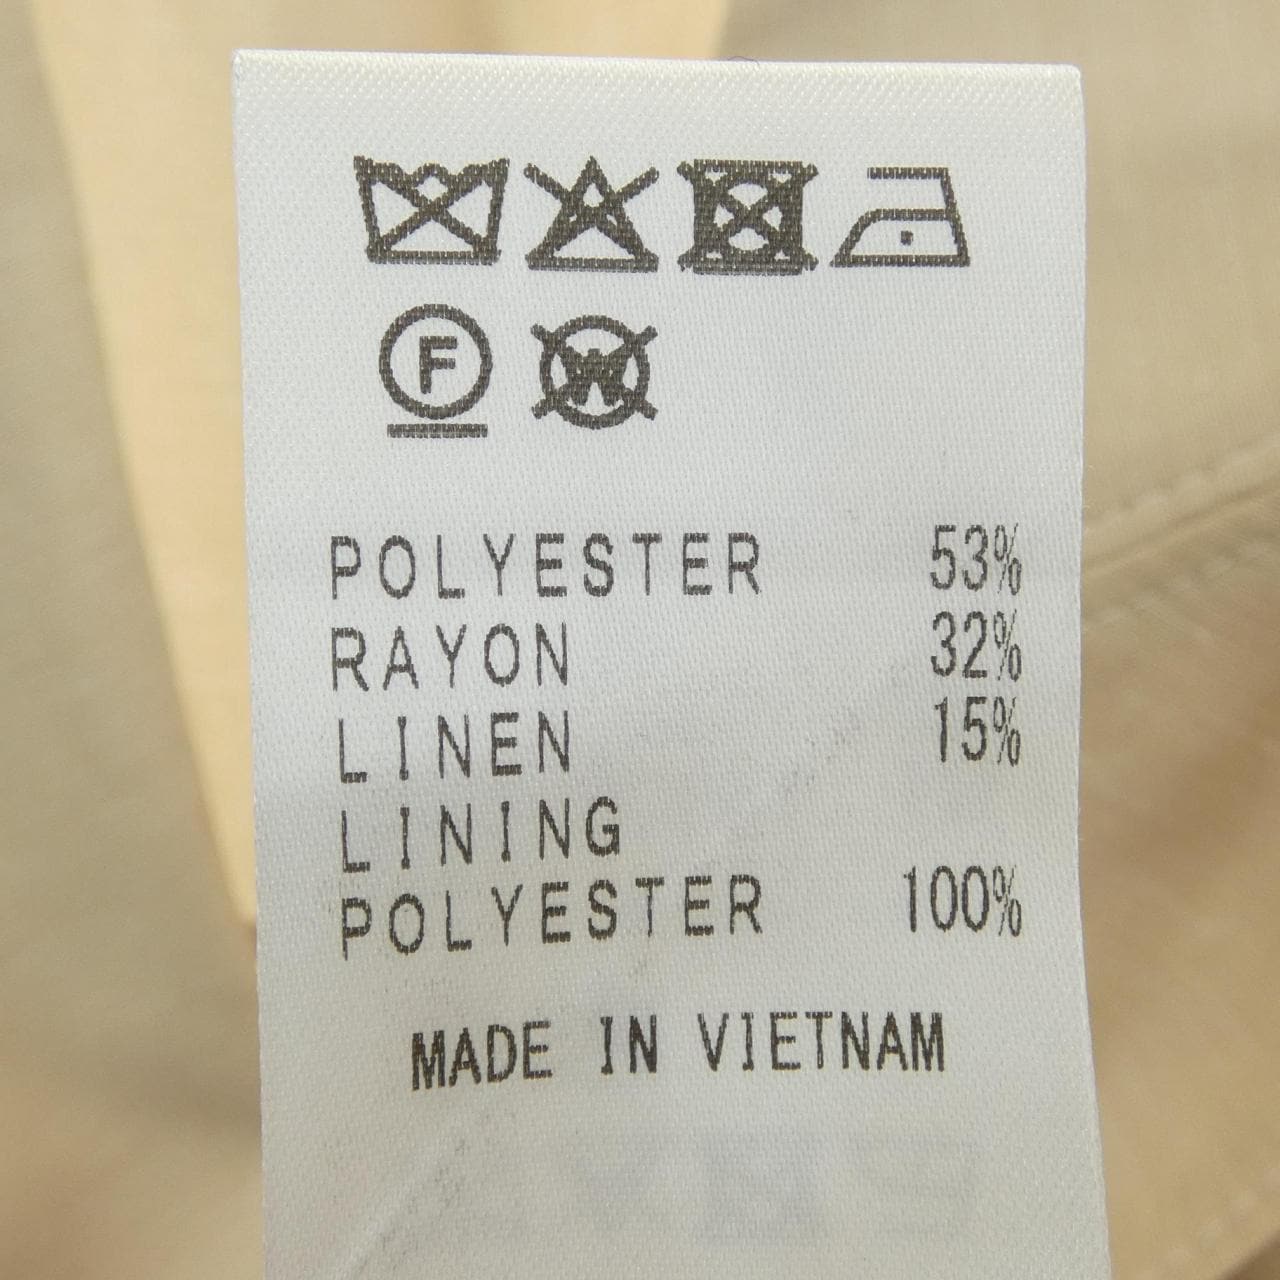 F W
POLYESTER 53%
RAYON 32%
LINEN 15%
LINING
POLYESTER 100%
MADE IN VIETNAM